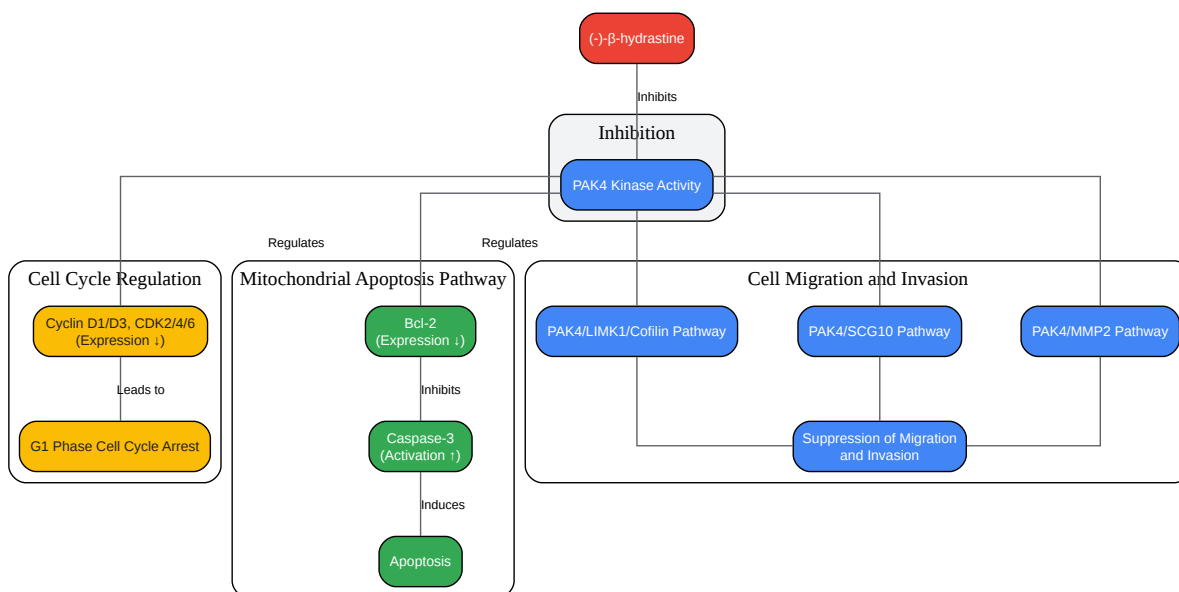 (-)-β-hydrastine
Inhibits
Inhibition
PAK4 Kinase Activity
Regulates
Regulates
Cell Cycle Regulation
Cyclin D1/D3, CDK2/4/6
(Expression ↓)
Leads to
G1 Phase Cell Cycle Arrest
Mitochondrial Apoptosis Pathway
Bcl-2
(Expression ↓)
Inhibits
Caspase-3
(Activation ↑)
Induces
Apoptosis
Cell Migration and Invasion
PAK4/LIMK1/Cofilin Pathway
PAK4/SCG10 Pathway
PAK4/MMP2 Pathway
Suppression of Migration
and Invasion